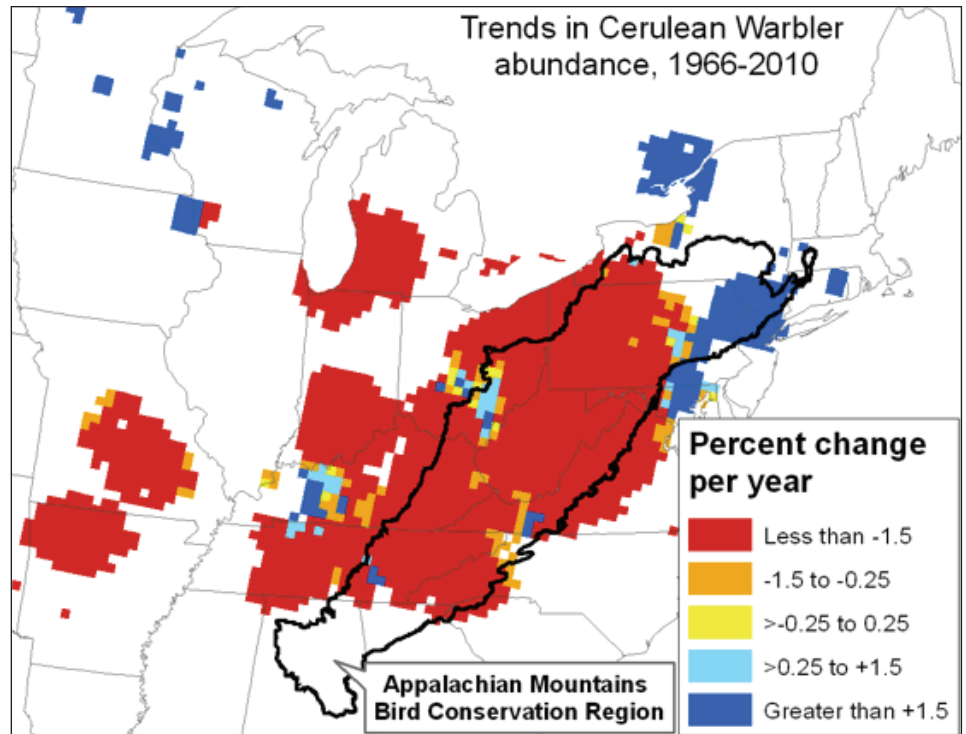 Trends in Cerulean Warbler
abundance, 1966-2010
Percent change
per year
Less than -1.5
-1.5 to -0.25
>-0.25 to 0.25
>0.25 to +1.5
Greater than +1.5
Appalachian Mountains
Bird Conservation Region